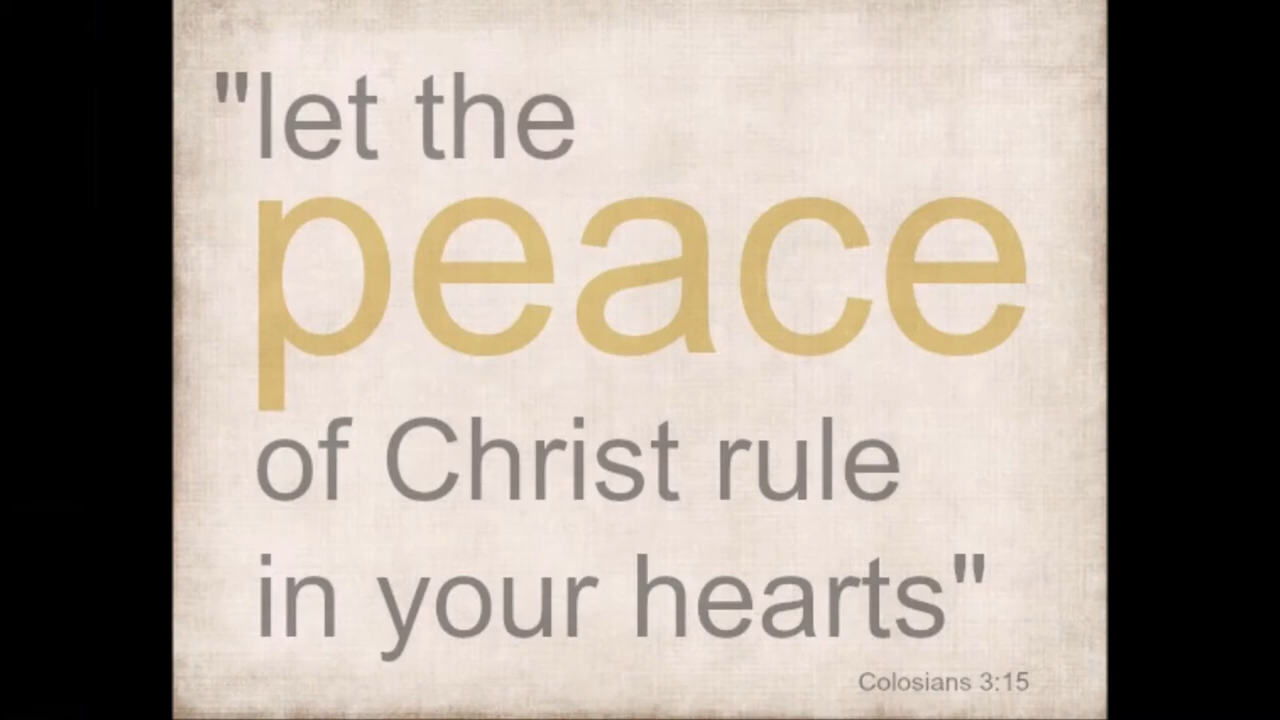 "let the
peace
of Christ rule
in your hearts"
Colosians 3:15